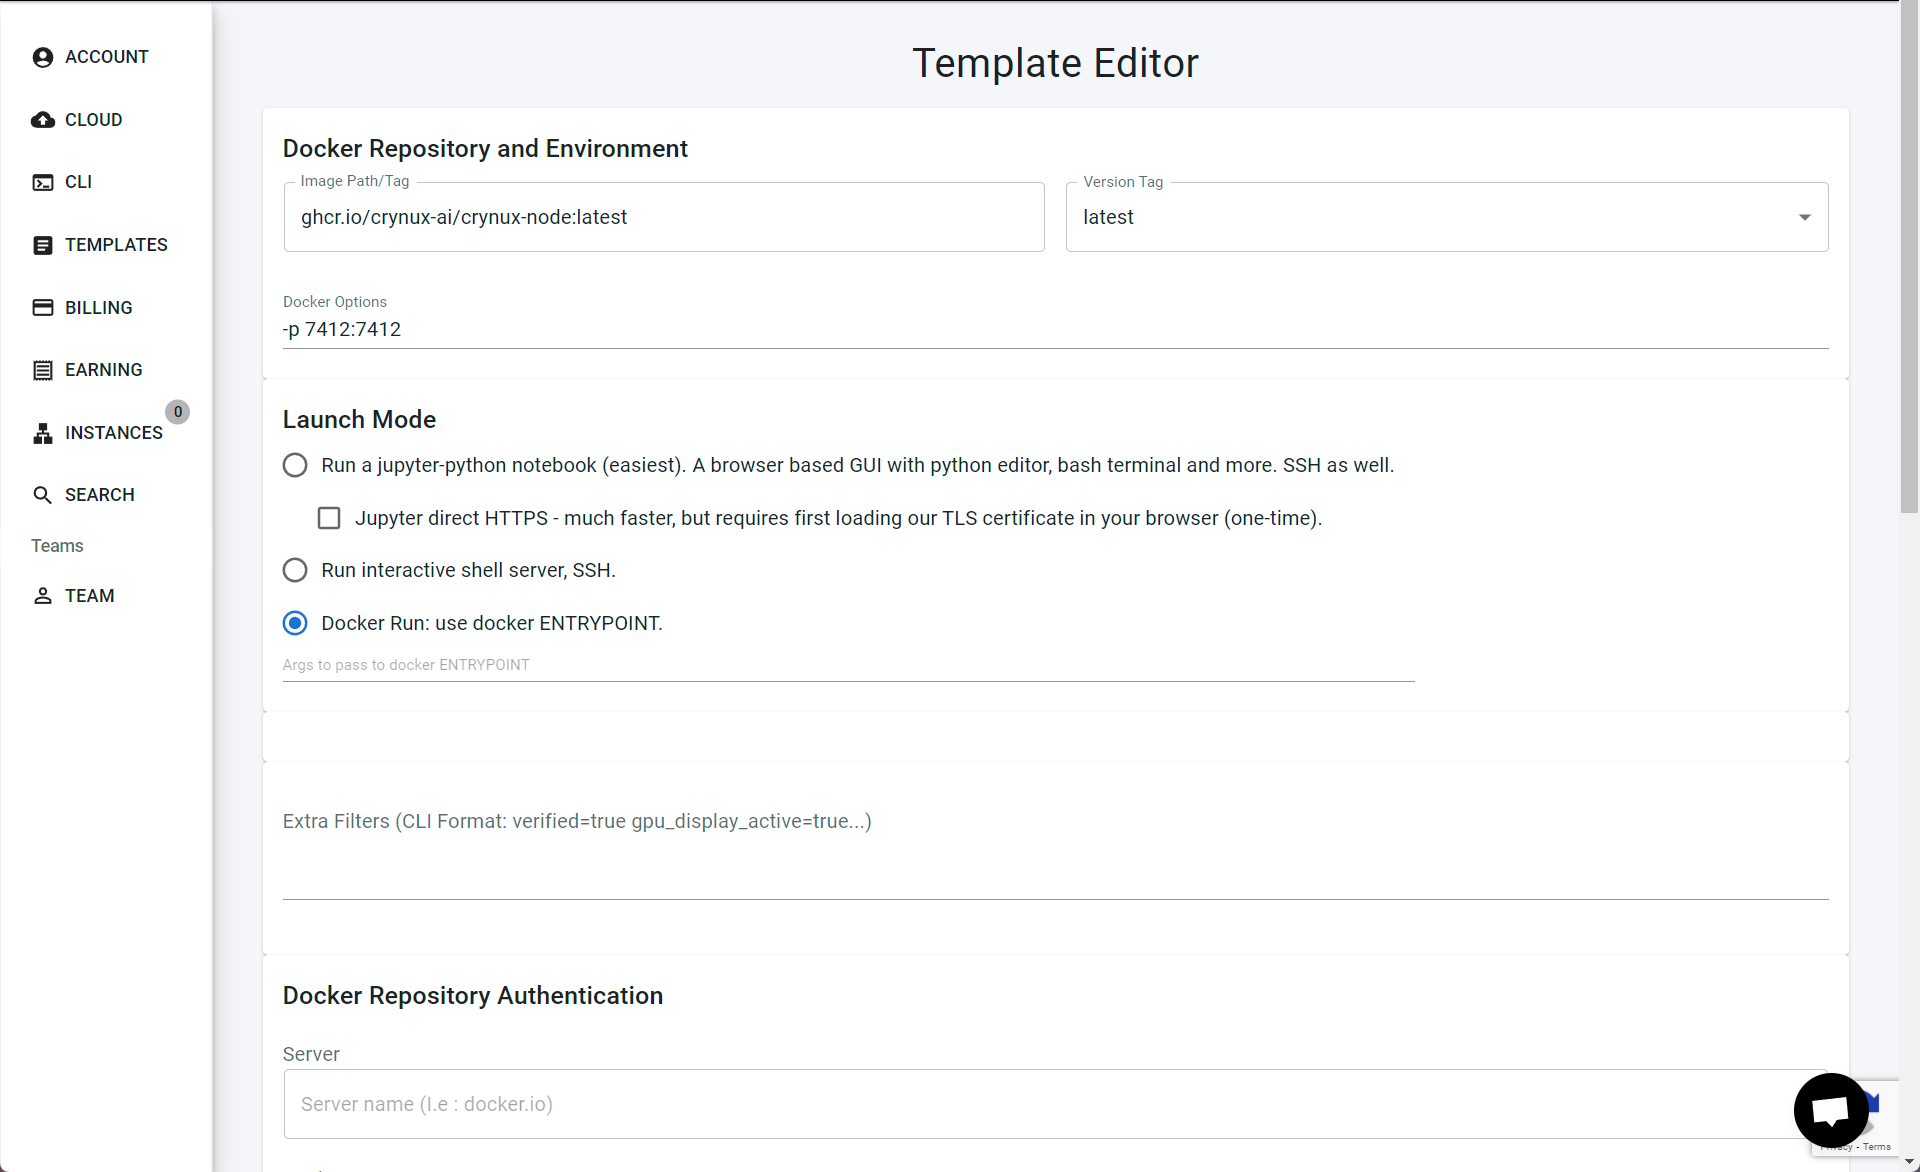 ACCOUNT
CLOUD
CLI
TEMPLATES
BILLING
EARNING
0
INSTANCES
SEARCH
Teams
TEAM
Template Editor
Docker Repository and Environment
Image Path/Tag
ghcr.io/crynux-ai/crynux-node:latest
Version Tag
latest
Docker Options
-p 7412:7412
Launch Mode
Run a jupyter-python notebook (easiest). A browser based GUI with python editor, bash terminal and more. SSH as well.
Jupyter direct HTTPS - much faster, but requires first loading our TLS certificate in your browser (one-time).
Run interactive shell server, SSH.
Docker Run: use docker ENTRYPOINT.
Args to pass to docker ENTRYPOINT
Extra Filters (CLI Format: verified=true gpu_display_active=true...)
Docker Repository Authentication
Server
Server name (I.e : docker.io)
- Terms